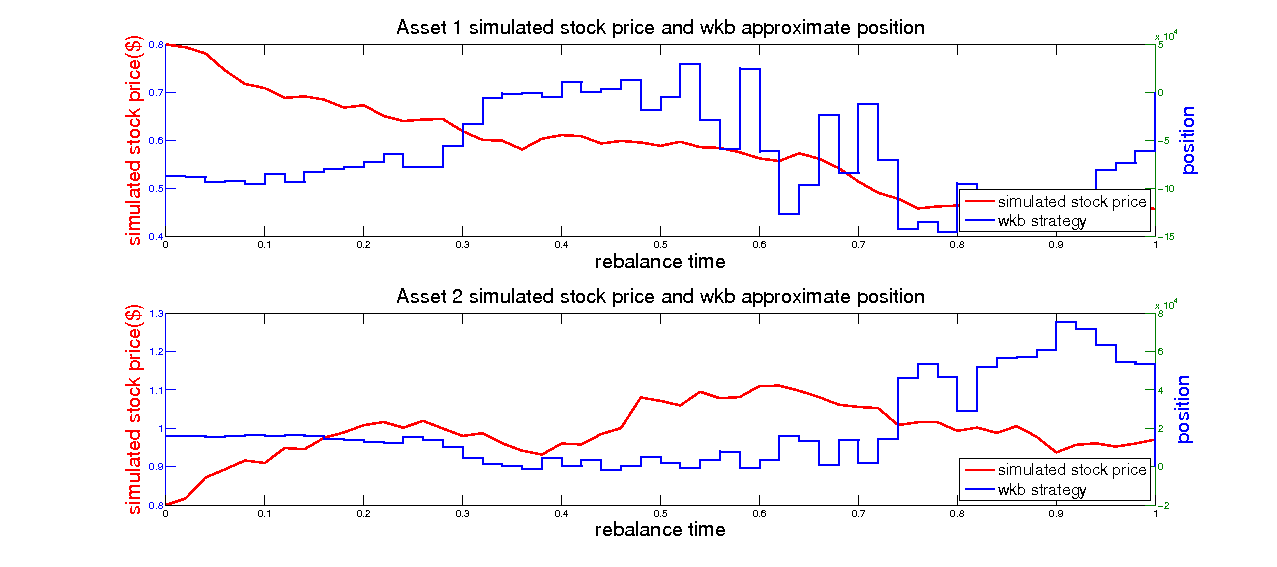 Asset 1 simulated stock price and wkb approximate position
x 10^4
simulated stock price($)
0.8
0.7
0.6
0.5
0.4
5
0
-5
-10
-15
position
simulated stock price
wkb strategy
0 0.1 0.2 0.3 0.4 0.5 0.6 0.7 0.8 1
rebalance time
Asset 2 simulated stock price and wkb approximate position
x 10^4
simulated stock price($)
1.3
1.2
1.1
1
0.9
0.8
8
6
4
2
0
-2
position
simulated stock price
wkb strategy
0 0.1 0.2 0.3 0.4 0.5 0.6 0.7 0.8 0.9 1
rebalance time